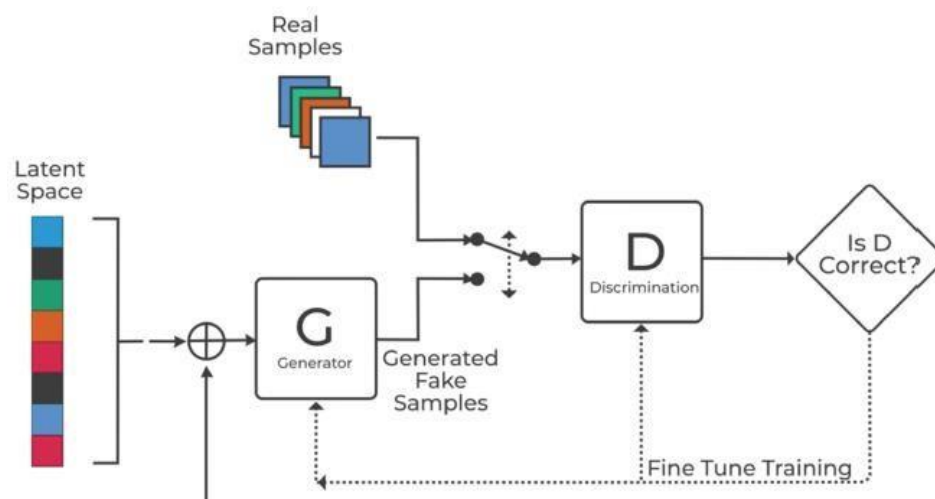 Real
Samples
Latent
Space
G
Generator
Generated
Fake
Samples
D
Discrimination
Is D
Correct?
Fine Tune Training